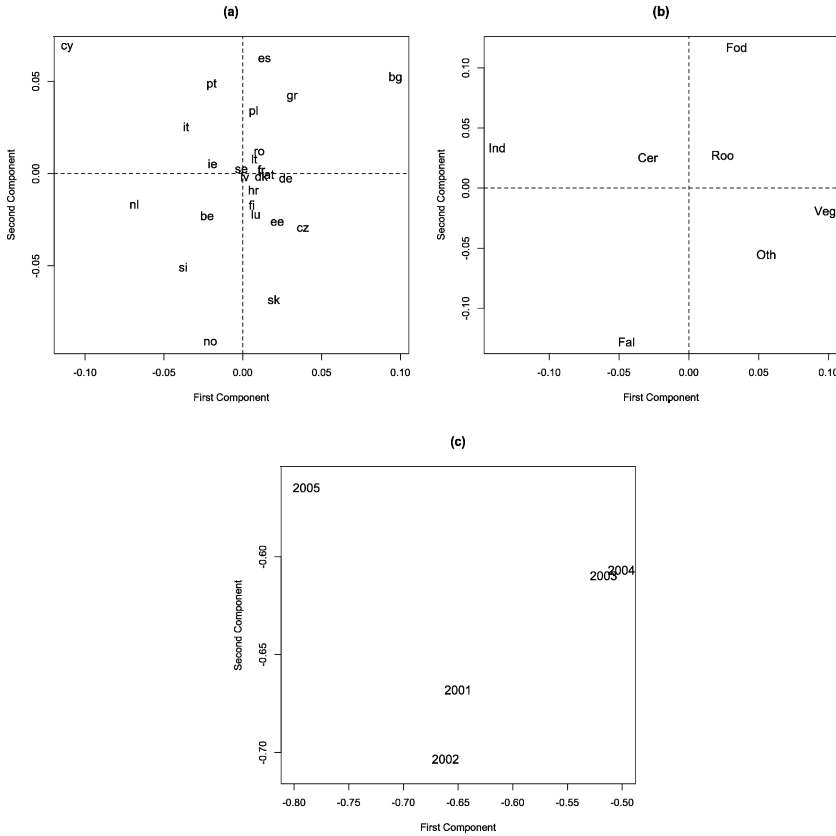 (a)
cy
es
bg
pt
gr
pl
it
ro
lt
ie
se
fr
lv
dk
at
de
hr
nl
fi
lu
be
ee
cz
si
sk
no
0.05
0.00
-0.05
Second Component
-0.10
-0.05
0.00
0.05
0.10
First Component
(b)
Fod
Ind
Cer
Roo
Veg
Oth
Fal
0.10
0.05
0.00
-0.05
-0.10
Second Component
-0.10
-0.05
0.00
0.05
0.10
First Component
(c)
2005
2004
2003
2001
2002
-0.60
-0.65
-0.70
Second Component
-0.80
-0.75
-0.70
-0.65
-0.60
-0.55
-0.50
First Component